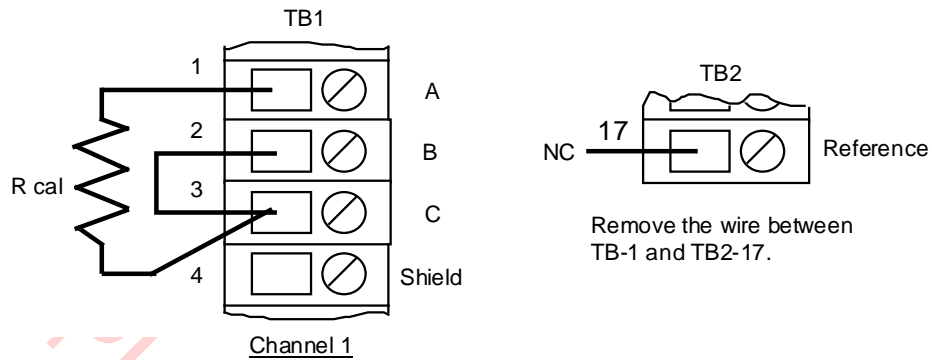 TB1
1
A
2
B
R cal
3
C
4
Shield
Channel 1
TB2
NC
17
Reference
Remove the wire between
TB-1 and TB2-17.